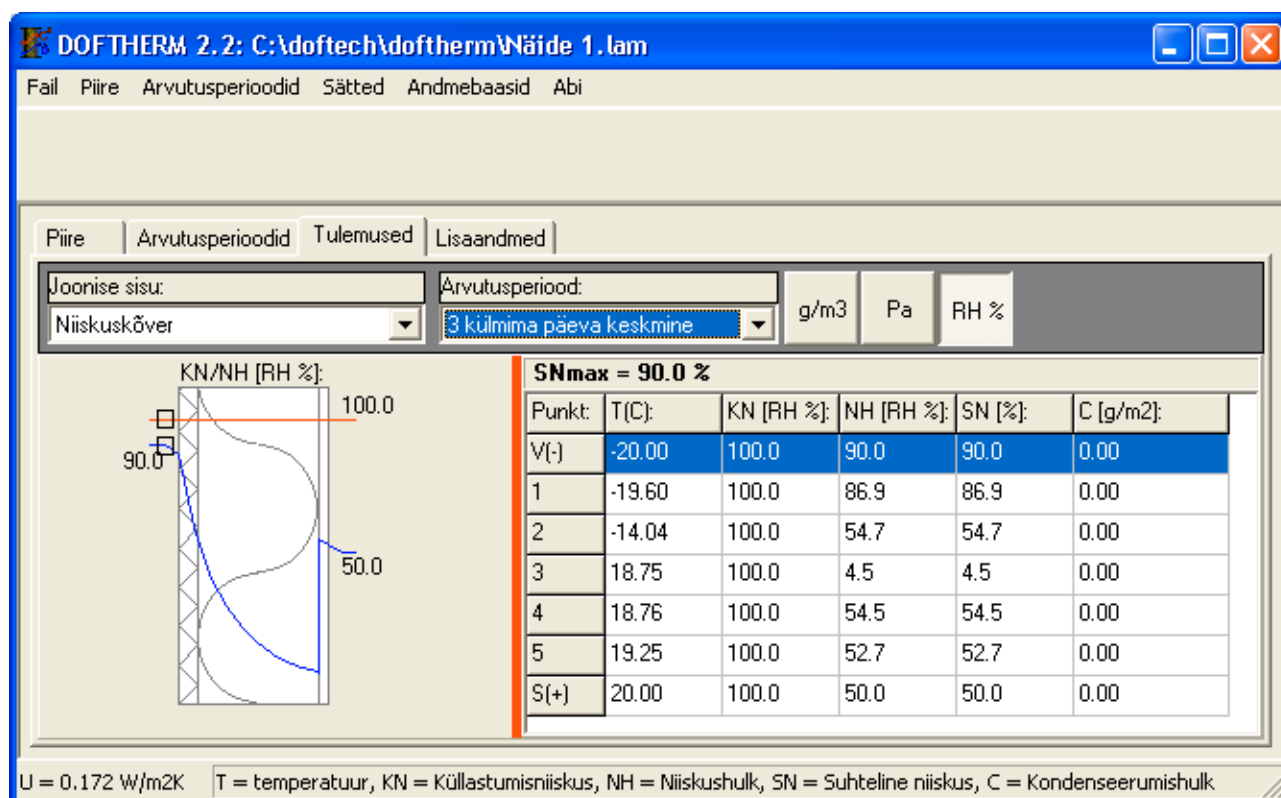 DOFTHERM 2.2: C:\doftech\doftherm\Näide 1.lam
Fail Piire Arvutusperioodid Sätted Andmebaasid Abi
Piire Arvutusperioodid Tulemused Lisaandmed
Joonise sisu: Arvutusperiood:
Niiskuskõver 3 külmima päeva keskmine g/m3 Pa RH %
KN/NH [RH %]:
100.0
90.0
50.0
SNmax = 90.0 %
Punkt: T(C): KN [RH %]: NH [RH %]: SN [%]: C [g/m2]:
V(-) -20.00 100.0 90.0 90.0 0.00
1 -19.60 100.0 86.9 86.9 0.00
2 -14.04 100.0 54.7 54.7 0.00
3 18.75 100.0 4.5 4.5 0.00
4 18.76 100.0 54.5 54.5 0.00
5 19.25 100.0 52.7 52.7 0.00
S(+) 20.00 100.0 50.0 50.0 0.00
U = 0.172 W/m2K T = temperatuur, KN = Küllastumisniiskus, NH = Niiskushulk, SN = Suhteline niiskus, C = Kondenseerumishulk